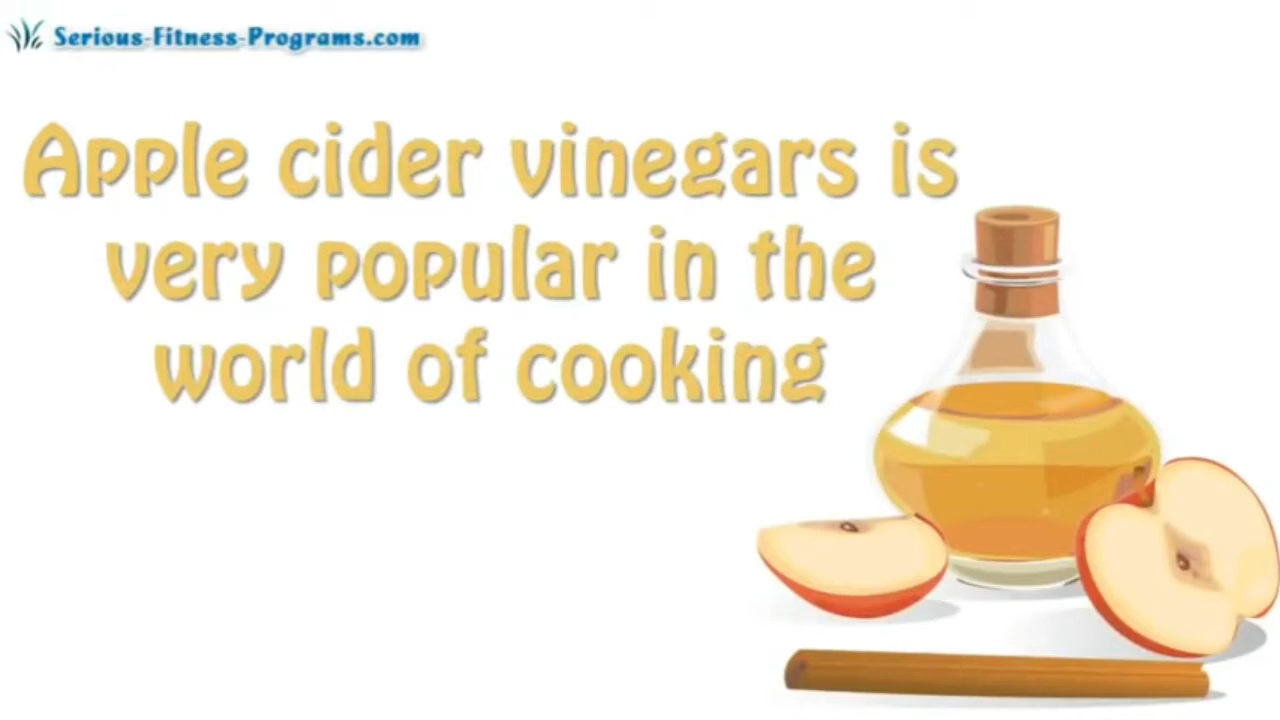 Serious-Fitness-Programs.com
Apple cider vinegars is
very popular in the
world of cooking